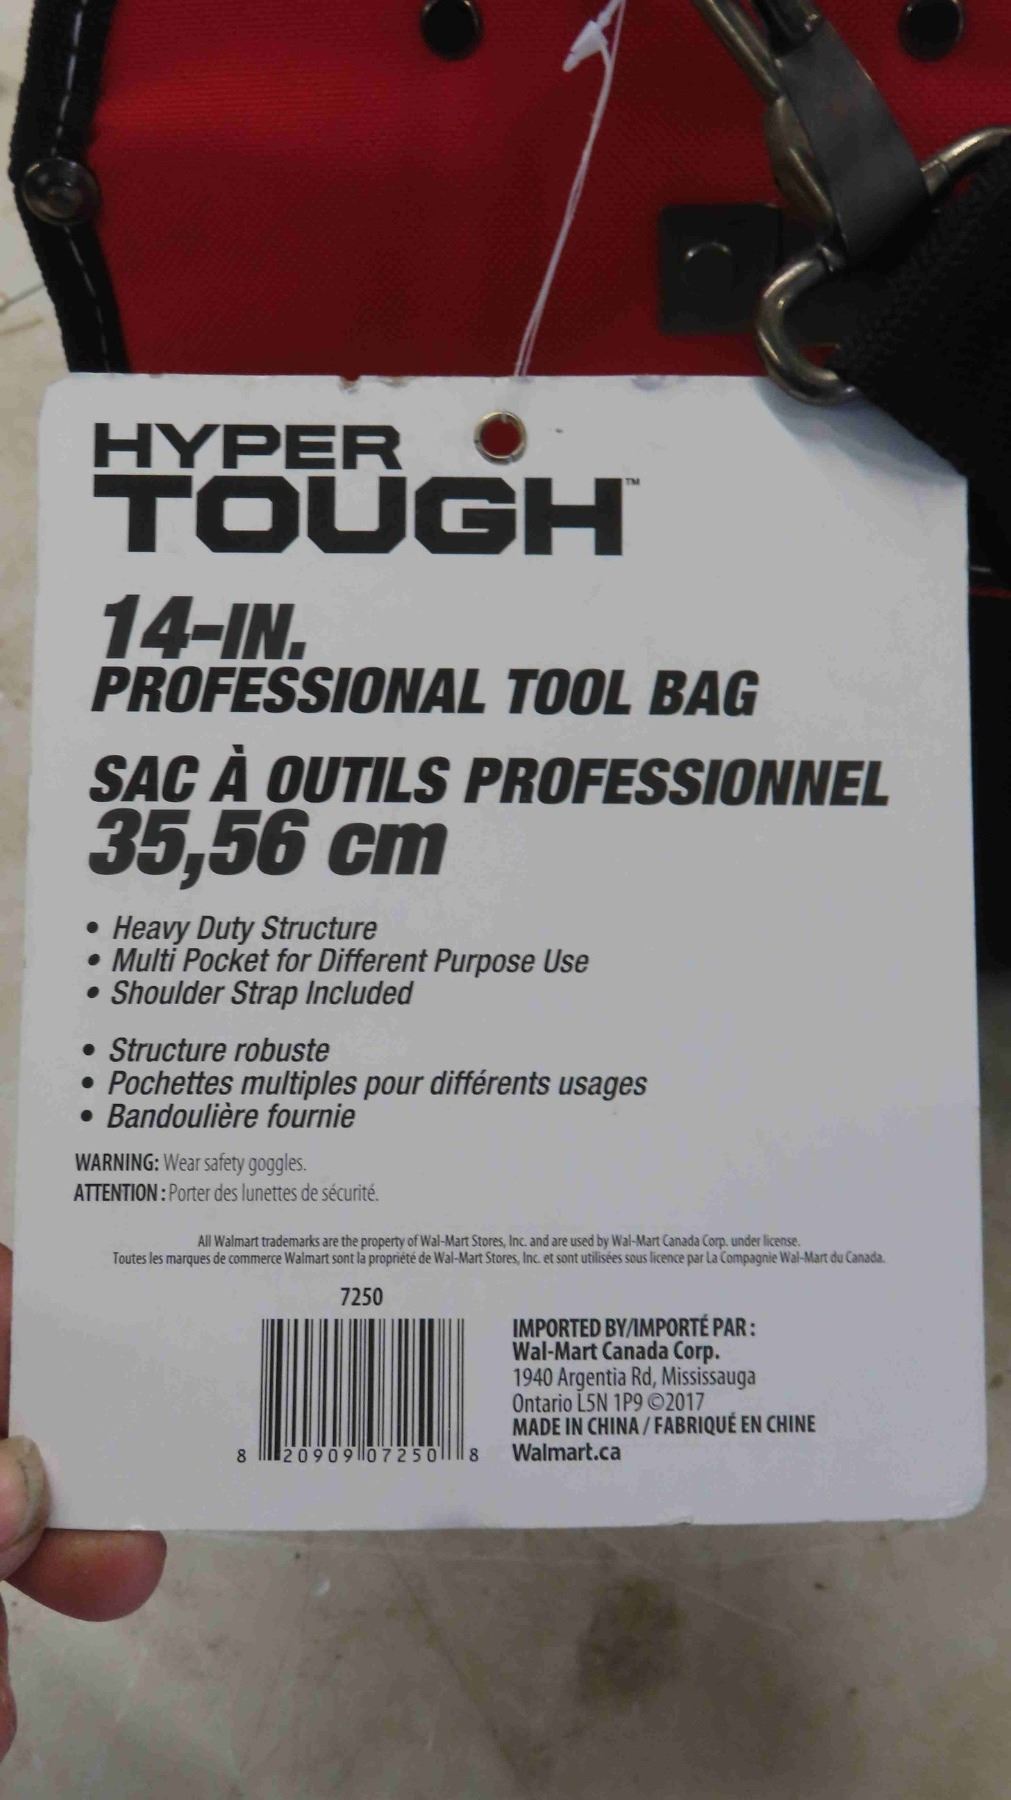 HYPER
TOUGH™
14-IN.
PROFESSIONAL TOOL BAG
SAC À OUTILS PROFESSIONNEL
35,56 cm
• Heavy Duty Structure
• Multi Pocket for Different Purpose Use
• Shoulder Strap Included
• Structure robuste
• Pochettes multiples pour différents usages
• Bandoulière fournie
WARNING: Wear safety goggles.
ATTENTION : Porter des lunettes de sécurité.
All Walmart trademarks are the property of Wal-Mart Stores, Inc. and are used by Wal-Mart Canada Corp. under license.
Toutes les marques de commerce Walmart sont la propriété de Wal-Mart Stores, Inc. et sont utilisées sous licence par La Compagnie Wal-Mart du Canada.
7250
8 20909 07250 8
IMPORTED BY/IMPORTÉ PAR :
Wal-Mart Canada Corp.
1940 Argentia Rd, Mississauga
Ontario L5N 1P9 ©2017
MADE IN CHINA / FABRIQUÉ EN CHINE
Walmart.ca